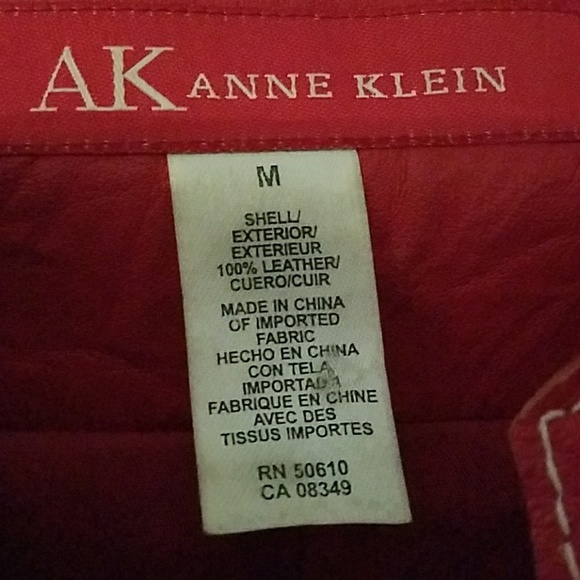 AK ANNE KLEIN
M
SHELL/
EXTERIOR/
EXTERIEUR
100% LEATHER/
CUERO/CUIR
MADE IN CHINA
OF IMPORTED
FABRIC
HECHO EN CHINA
CON TELA
IMPORTADA
FABRIQUE EN CHINE
AVEC DES
TISSUS IMPORTES
RN 50610
CA 08349